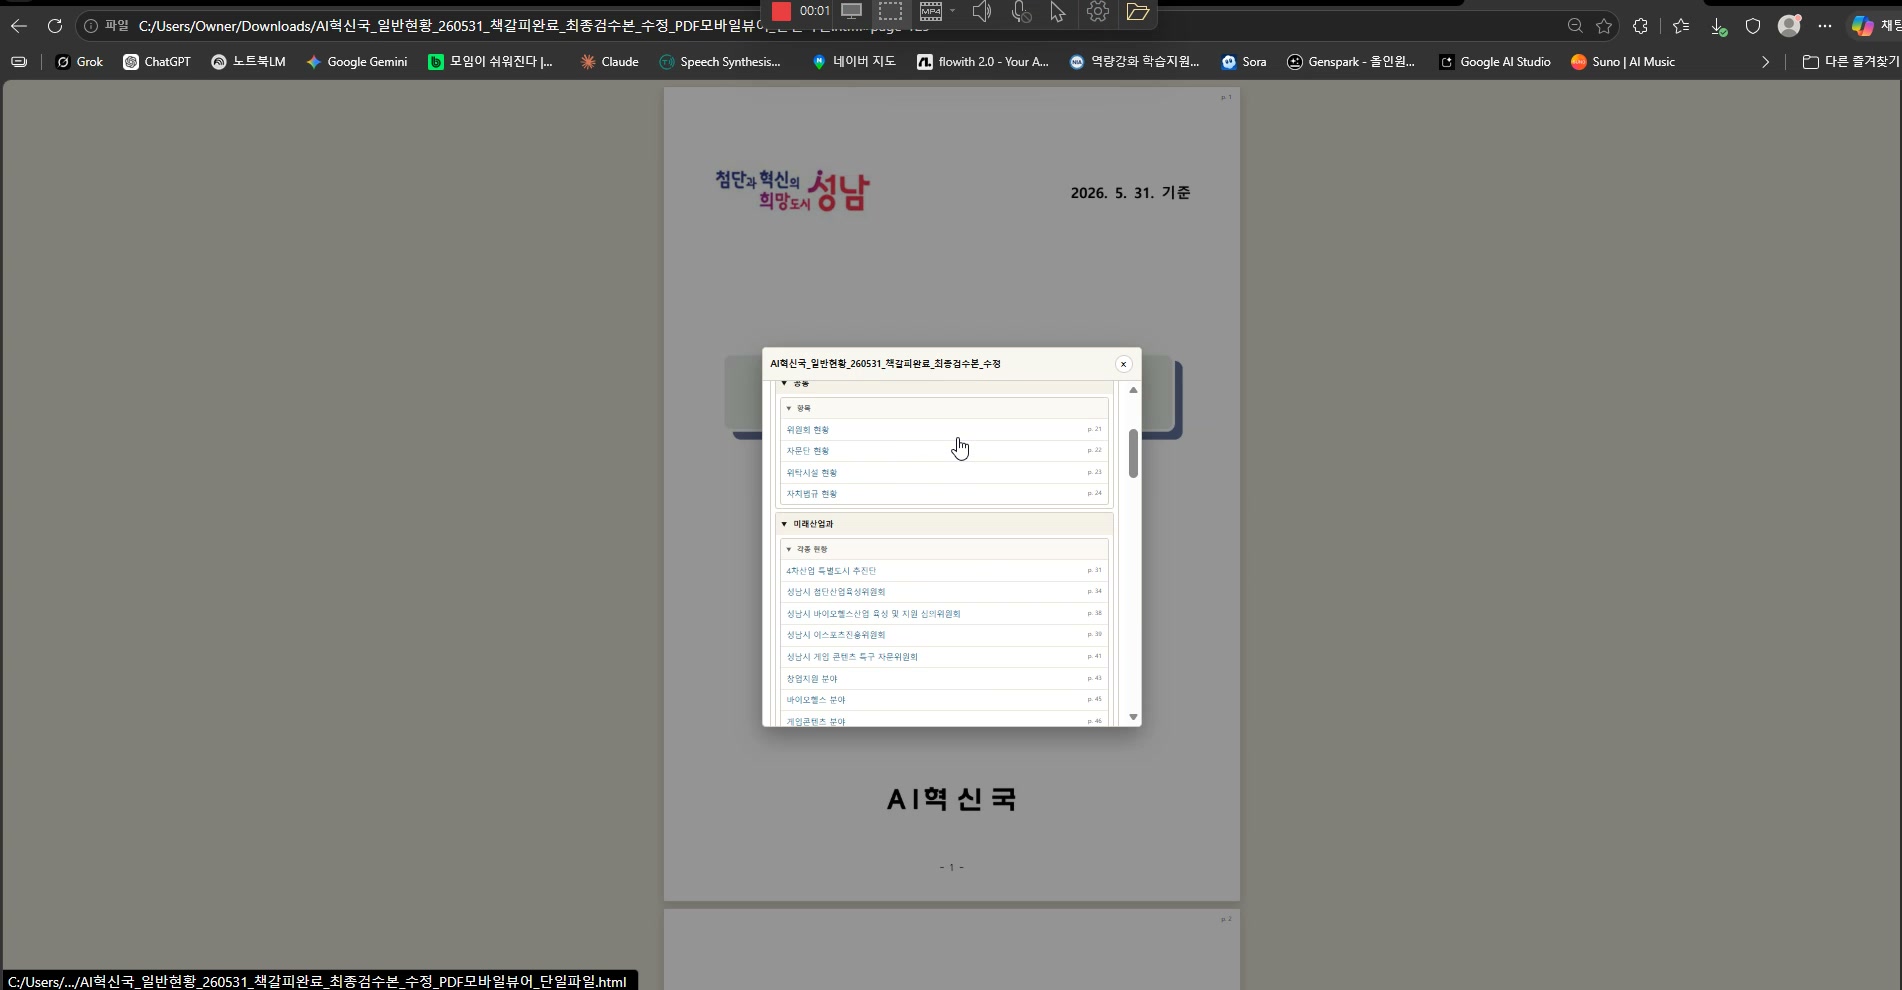 00:01
파일 C:/Users/Owner/Downloads/AI혁신국_일반현황_260531_책갈피완료_최종검수본_수정_PDF모바일뷰어_
채팅
Grok ChatGPT 노트북LM Google Gemini 모임이 쉬워진다 |... Claude Speech Synthesis... 네이버 지도 flowith 2.0 - Your A... 역량강화 학습지원... Sora Genspark - 올인원... Google AI Studio Suno | AI Music 다른 즐겨찾기
p. 1
첨단과 혁신의
희망도시 성남
2026. 5. 31. 기준
AI혁신국_일반현황_260531_책갈피완료_최종검수본_수정
▼ 공통
▼ 항목
위원회 현황 p. 21
자문단 현황 p. 22
위탁시설 현황 p. 23
자치법규 현황 p. 24
▼ 미래산업과
▼ 각종 현황
4차산업 특별도시 추진단 p. 31
성남시 첨단산업육성위원회 p. 34
성남시 바이오헬스산업 육성 및 지원 심의위원회 p. 38
성남시 이스포츠진흥위원회 p. 39
성남시 게임 콘텐츠 특구 자문위원회 p. 41
창업지원 분야 p. 43
바이오헬스 분야 p. 45
게임콘텐츠 분야 p. 46
AI혁신국
- 1 -
p. 2
C:/Users/.../AI혁신국_일반현황_260531_책갈피완료_최종검수본_수정_PDF모바일뷰어_단일파일.html